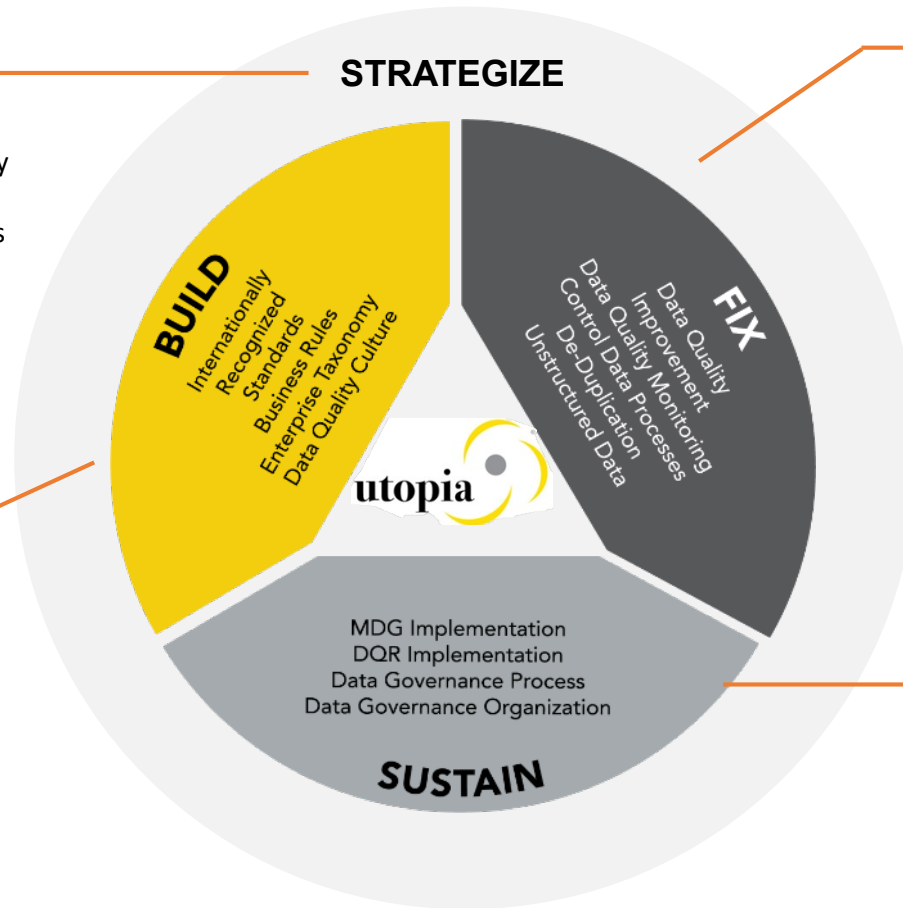 STRATEGIZE
y
s
BUILD
Internationally
Recognized
Standards
Business Rules
Enterprise Taxonomy
Data Quality Culture
FIX
Data Quality
Improvement
Data Quality Monitoring
Control Data Processes
De-Duplication
Unstructured Data
utopia
MDG Implementation
DQR Implementation
Data Governance Process
Data Governance Organization
SUSTAIN